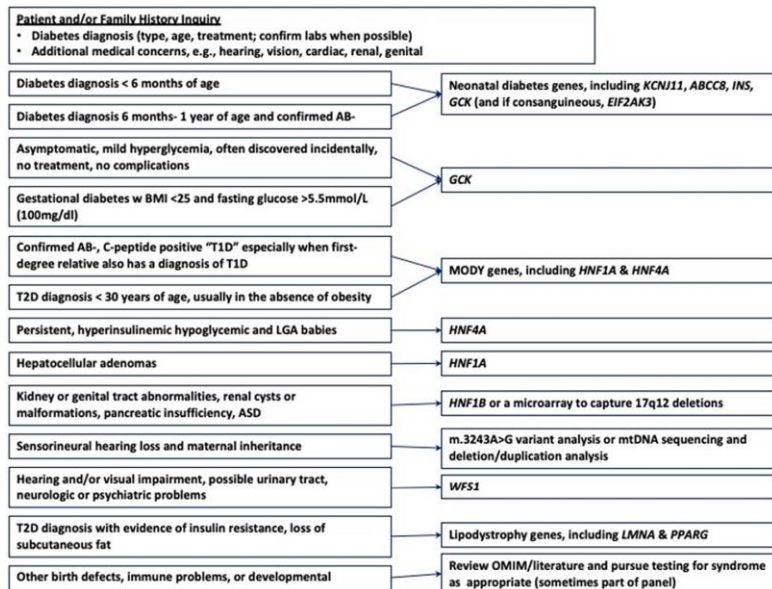 Patient and/or Family History Inquiry
• Diabetes diagnosis (type, age, treatment; confirm labs when possible)
• Additional medical concerns, e.g., hearing, vision, cardiac, renal, genital
Diabetes diagnosis < 6 months of age
Diabetes diagnosis 6 months- 1 year of age and confirmed AB-
Neonatal diabetes genes, including KCNJ11, ABCC8, INS,
GCK (and if consanguineous, EIF2AK3)
Asymptomatic, mild hyperglycemia, often discovered incidentally,
no treatment, no complications
Gestational diabetes w BMI <25 and fasting glucose >5.5mmol/L
(100mg/dl)
GCK
Confirmed AB-, C-peptide positive “T1D” especially when first-
degree relative also has a diagnosis of T1D
T2D diagnosis < 30 years of age, usually in the absence of obesity
MODY genes, including HNF1A & HNF4A
Persistent, hyperinsulinemic hypoglycemic and LGA babies
HNF4A
Hepatocellular adenomas
HNF1A
Kidney or genital tract abnormalities, renal cysts or
malformations, pancreatic insufficiency, ASD
HNF1B or a microarray to capture 17q12 deletions
Sensorineural hearing loss and maternal inheritance
m.3243A>G variant analysis or mtDNA sequencing and
deletion/duplication analysis
Hearing and/or visual impairment, possible urinary tract,
neurologic or psychiatric problems
WFS1
T2D diagnosis with evidence of insulin resistance, loss of
subcutaneous fat
Lipodystrophy genes, including LMNA & PPARG
Other birth defects, immune problems, or developmental
Review OMIM/literature and pursue testing for syndrome
as appropriate (sometimes part of panel)